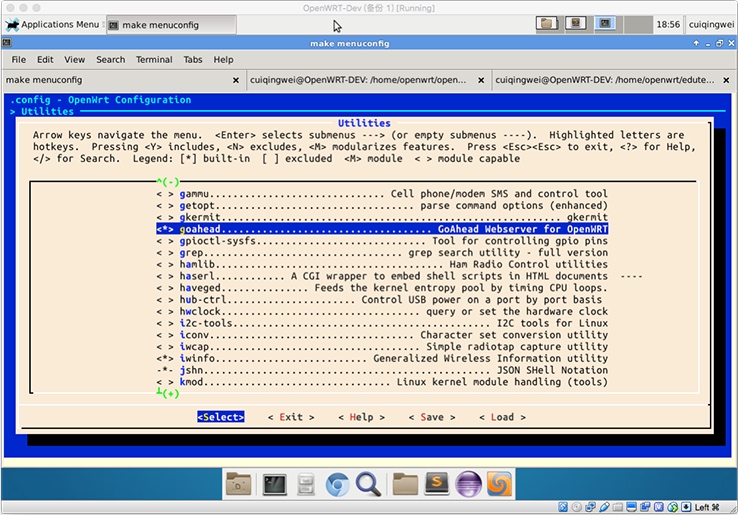 OpenWRT-Dev (备份 1) [Running]
Applications Menu make menuconfig 18:56 cuiqingwei
make menuconfig
File Edit View Search Terminal Tabs Help
make menuconfig × cuiqingwei@OpenWRT-DEV: /home/openwrt/open... × cuiqingwei@OpenWRT-DEV: /home/openwrt/edute... ×
.config - OpenWrt Configuration
> Utilities
Utilities
Arrow keys navigate the menu. <Enter> selects submenus ---> (or empty submenus ----). Highlighted letters are
hotkeys. Pressing <Y> includes, <N> excludes, <M> modularizes features. Press <Esc><Esc> to exit, <?> for Help,
</> for Search. Legend: [*] built-in [ ] excluded <M> module < > module capable
^(-)
< > gammu............................. Cell phone/modem SMS and control tool
< > getopt.................................. parse command options (enhanced)
< > gkermit.......................................................... gkermit
<*> goahead.................................... GoAhead Webserver for OpenWRT
< > gpioctl-sysfs............................. Tool for controlling gpio pins
< > grep................................... grep search utility - full version
< > hamlib....................................... Ham Radio Control utilities
< > haserl............ A CGI wrapper to embed shell scripts in HTML documents ----
< > haveged............... Feeds the kernel entropy pool by timing CPU loops.
< > hub-ctrl..................... Control USB power on a port by port basis
< > hwclock................................. query or set the hardware clock
< > i2c-tools........................................... I2C tools for Linux
< > iconv.................................. Character set conversion utility
< > iwcap................................... Simple radiotap capture utility
<*> iwinfo........................ Generalized Wireless Information utility
-*- jshn............................................... JSON SHell Notation
< > kmod............................. Linux kernel module handling (tools)
┴(+)
<Select> < Exit > < Help > < Save > < Load >
Left ⌘